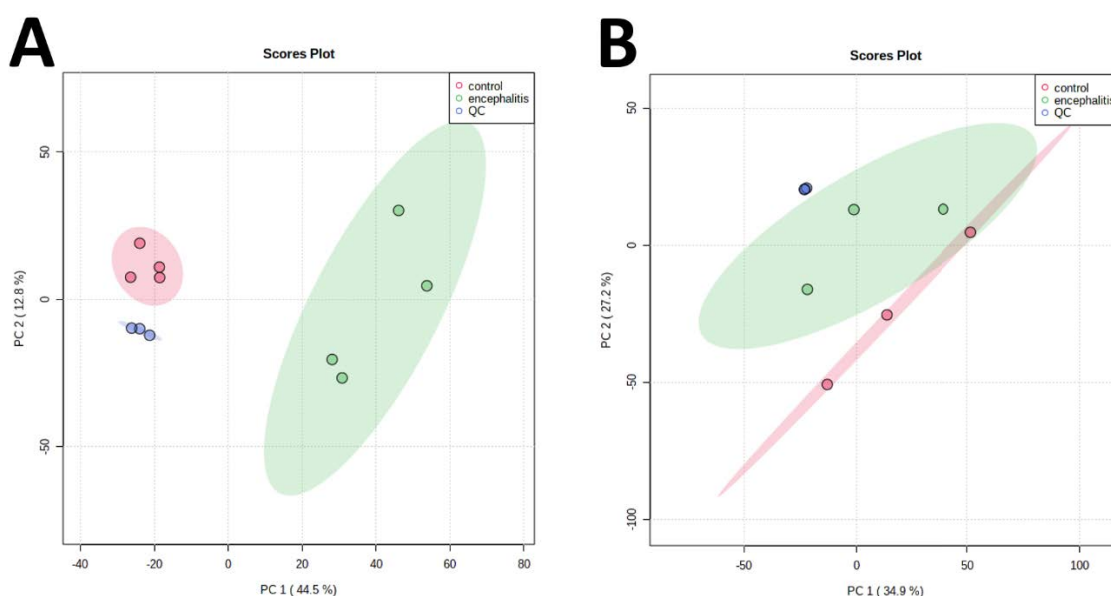 A
Scores Plot
control
encephalitis
QC
PC 2 ( 12.8 %)
50
0
-50
-40
-20
0
20
40
60
80
PC 1 ( 44.5 %)
B
Scores Plot
control
encephalitis
QC
PC 2 ( 27.2 %)
50
0
-50
-100
-50
0
50
100
PC 1 ( 34.9 %)